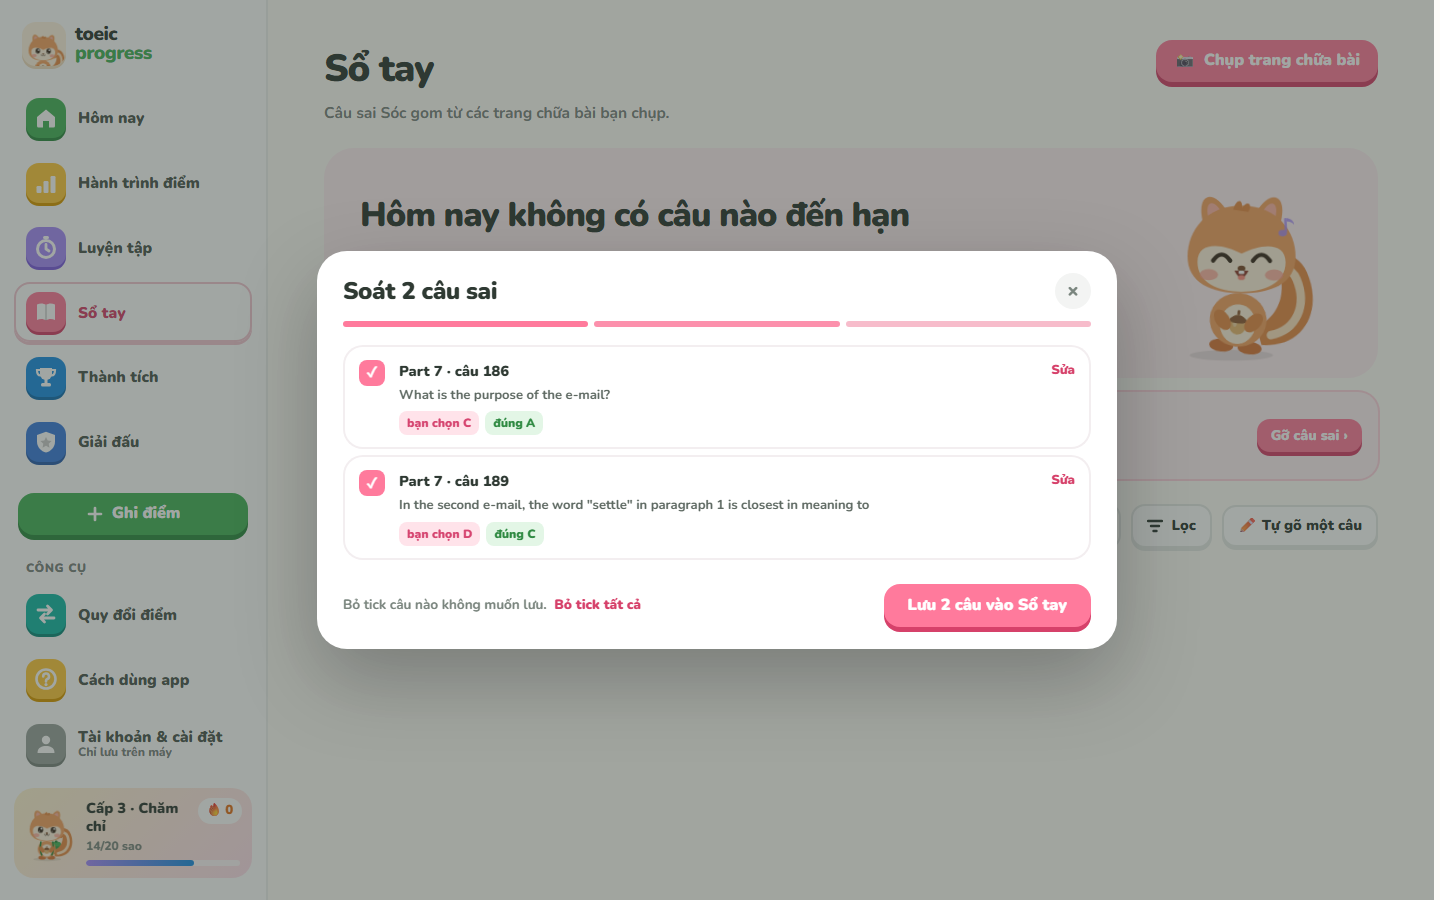 toeic
progress
Hôm nay
Hành trình điểm
Luyện tập
Sổ tay
Thành tích
Giải đấu
+ Ghi điểm
CÔNG CỤ
Quy đổi điểm
Cách dùng app
Tài khoản & cài đặt
Chỉ lưu trên máy
Cấp 3 · Chăm
chỉ
0
14/20 sao
Sổ tay
Chụp trang chữa bài
Câu sai Sóc gom từ các trang chữa bài bạn chụp.
Hôm nay không có câu nào đến hạn
Soát 2 câu sai
×
Part 7 · câu 186
Sửa
What is the purpose of the e-mail?
bạn chọn C
đúng A
Part 7 · câu 189
Sửa
In the second e-mail, the word "settle" in paragraph 1 is closest in meaning to
bạn chọn D
đúng C
Bỏ tick câu nào không muốn lưu. Bỏ tick tất cả
Lưu 2 câu vào Sổ tay
Gỡ câu sai ›
Lọc
Tự gõ một câu